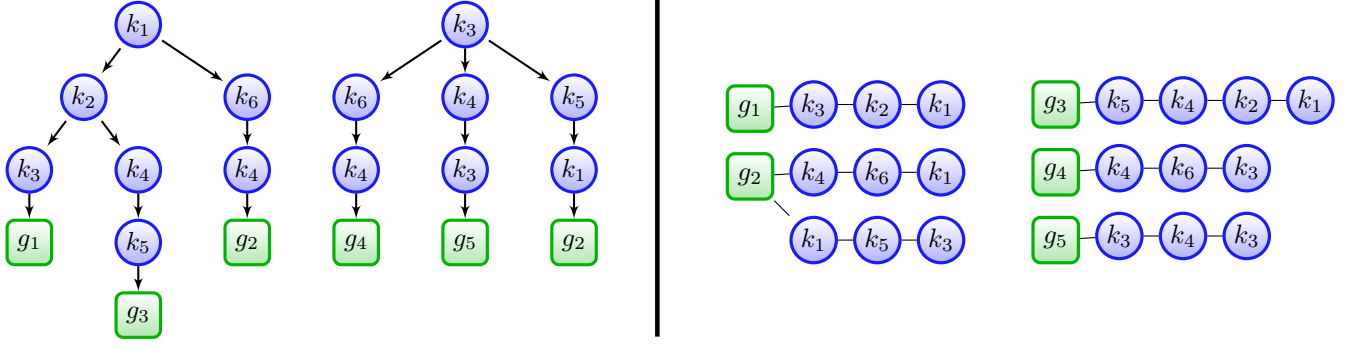 k₁ k₃
k₂ k₆ k₆ k₄ k₅
k₃ k₄ k₄ k₄ k₃ k₁
g₁ k₅ g₂ g₄ g₅ g₂
g₃
g₁ k₃ k₂ k₁
g₂ k₄ k₆ k₁
k₁ k₅ k₃
g₃ k₅ k₄ k₂ k₁
g₄ k₄ k₆ k₃
g₅ k₃ k₄ k₃